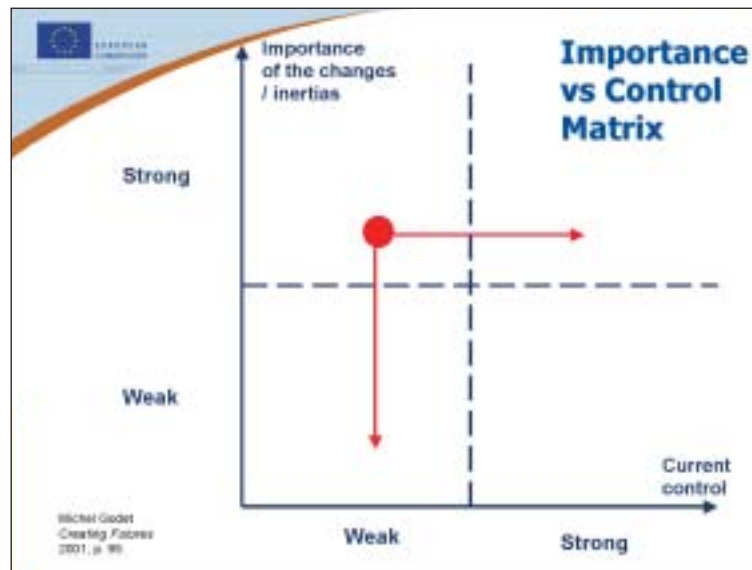 EUROPEAN
Importance
of the changes
/ inertias
Importance
vs Control
Matrix
Strong
Weak
Current
control
Michel Godet
Creating Futures
2001, p.
Weak
Strong